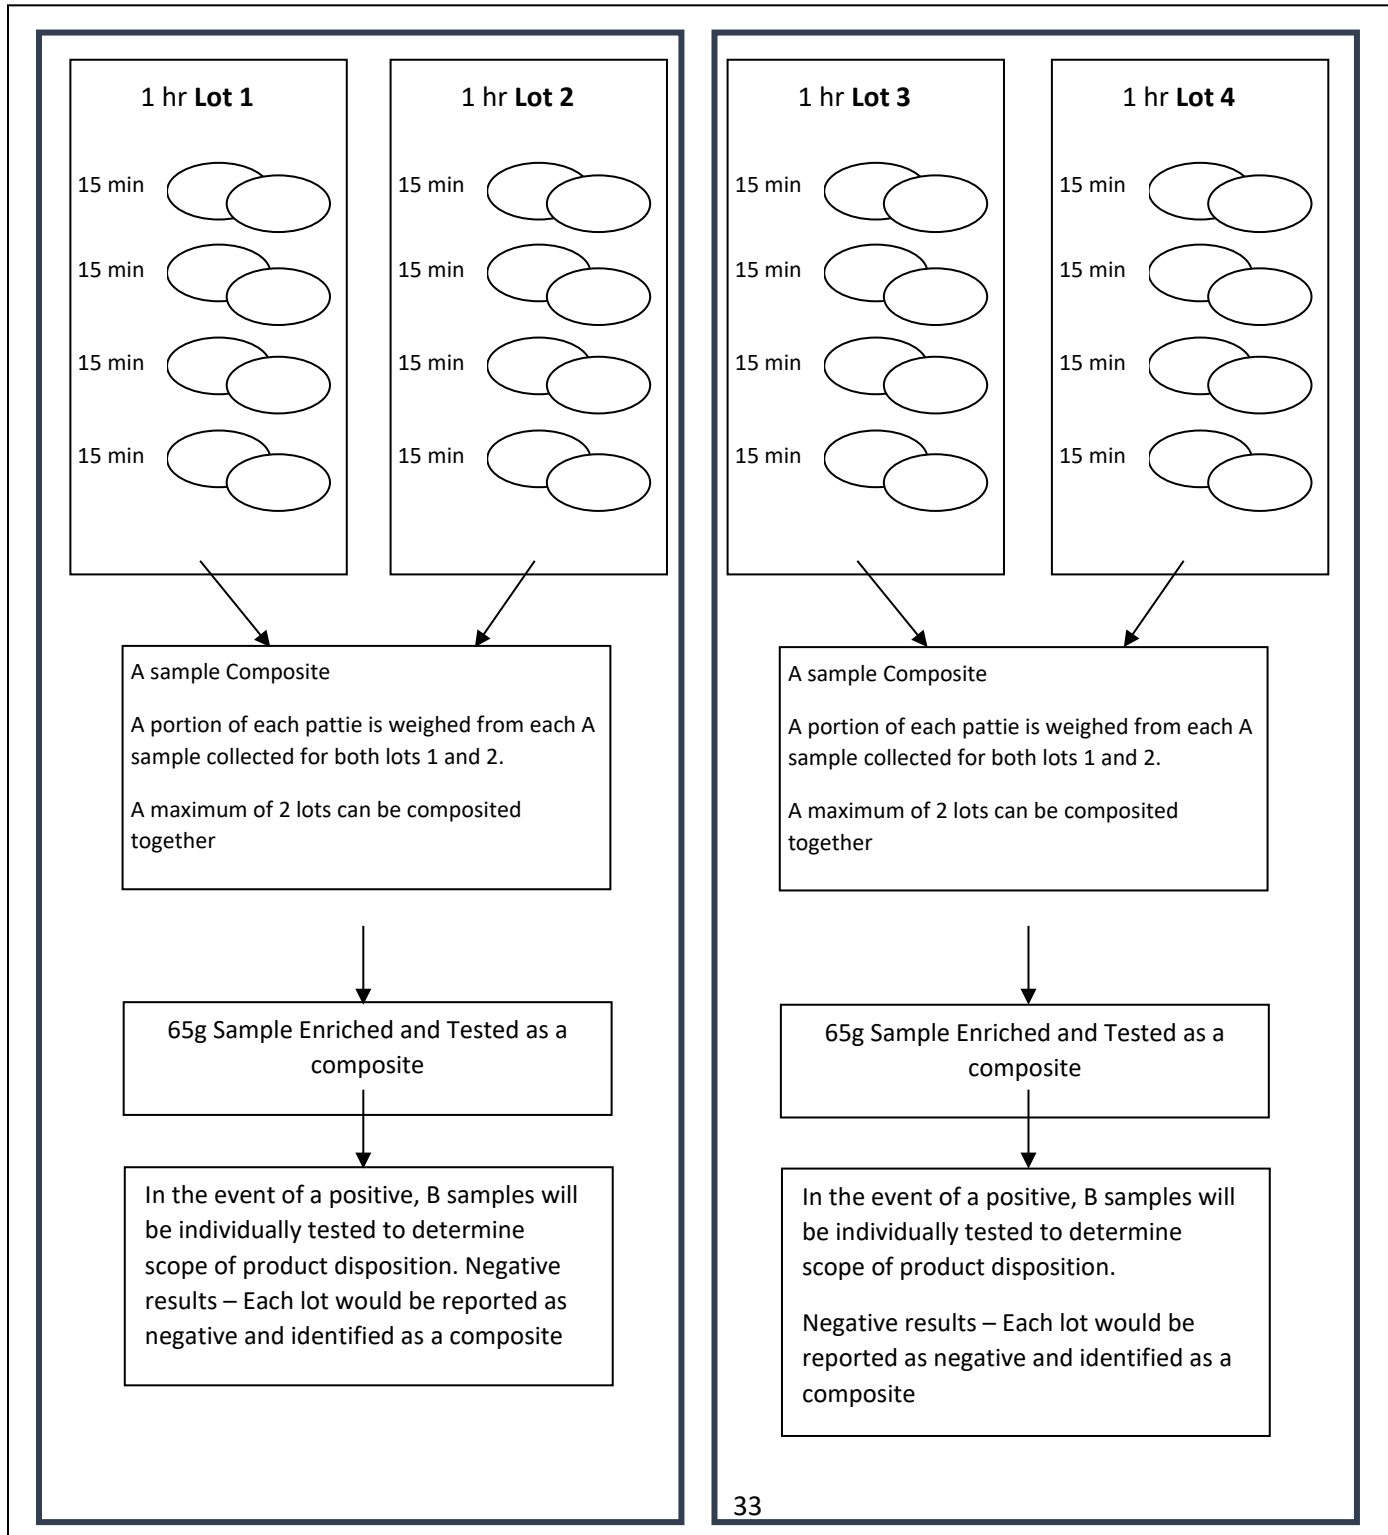 1 hr Lot 1
15 min
15 min
15 min
15 min
1 hr Lot 2
15 min
15 min
15 min
15 min
A sample Composite
A portion of each pattie is weighed from each A
sample collected for both lots 1 and 2.
A maximum of 2 lots can be composited
together
65g Sample Enriched and Tested as a
composite
In the event of a positive, B samples will
be individually tested to determine
scope of product disposition. Negative
results – Each lot would be reported as
negative and identified as a composite
1 hr Lot 3
15 min
15 min
15 min
15 min
1 hr Lot 4
15 min
15 min
15 min
15 min
A sample Composite
A portion of each pattie is weighed from each A
sample collected for both lots 1 and 2.
A maximum of 2 lots can be composited
together
65g Sample Enriched and Tested as a
composite
In the event of a positive, B samples will
be individually tested to determine
scope of product disposition.
Negative results – Each lot would be
reported as negative and identified as a
composite
33